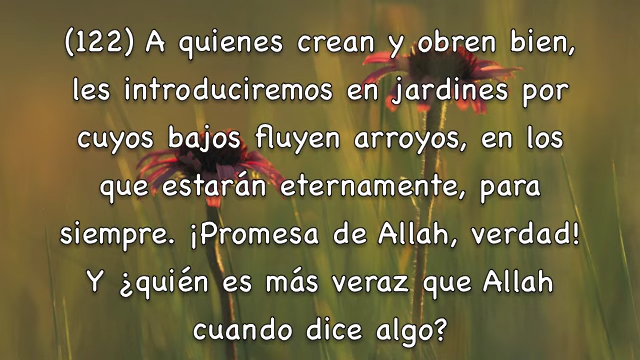 (122) A quienes crean y obren bien,
les introduciremos en jardines por
cuyos bajos fluyen arroyos, en los
que estarán eternamente, para
siempre. ¡Promesa de Allah, verdad!
Y ¿quién es más veraz que Allah
cuando dice algo?